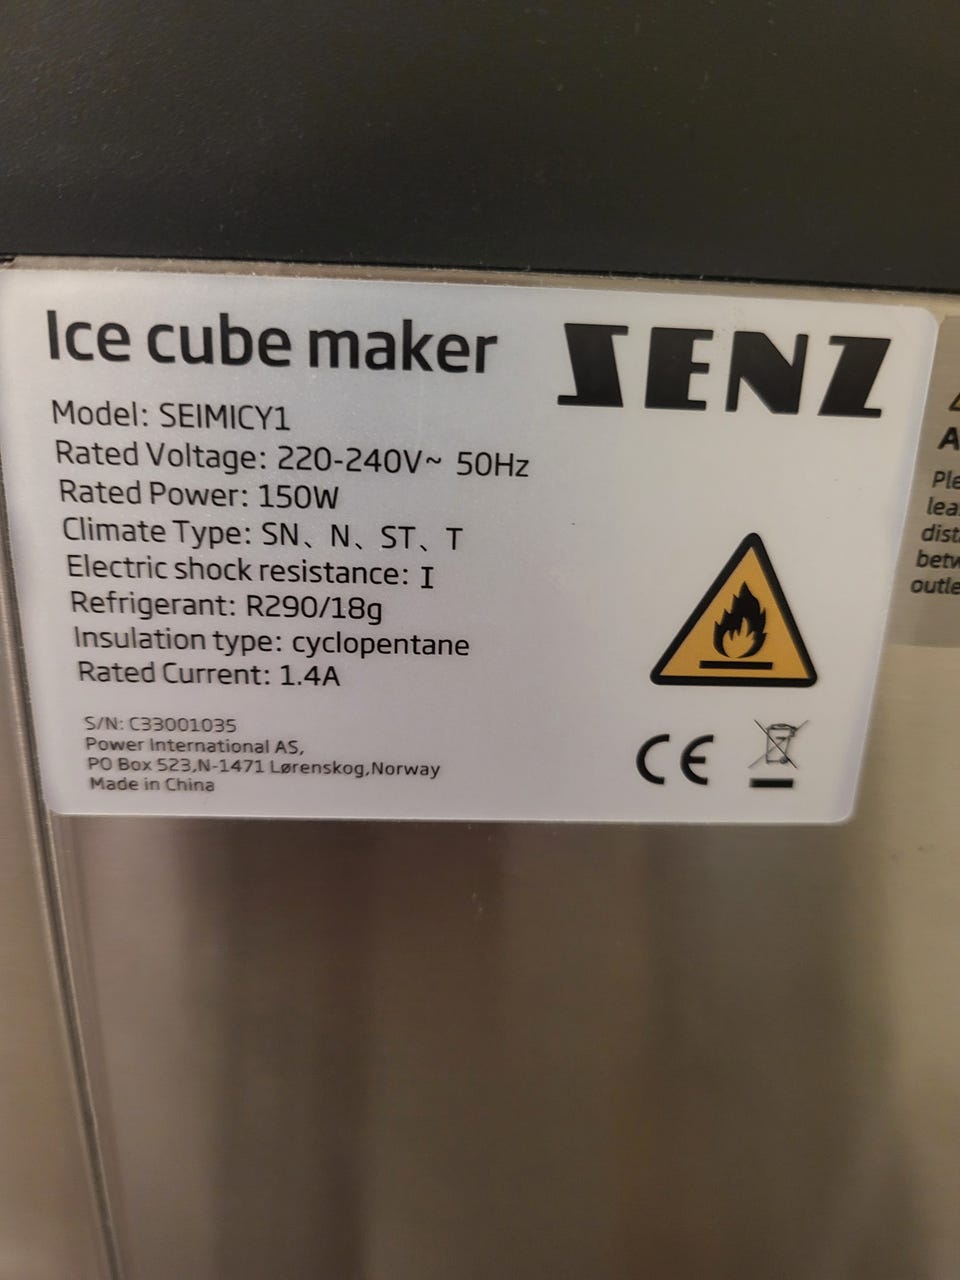 Ice cube maker
SENZ
Model: SEIMICY1
Rated Voltage: 220-240V~ 50Hz
Rated Power: 150W
Climate Type: SN、N、ST、T
Electric shock resistance: I
Refrigerant: R290/18g
Insulation type: cyclopentane
Rated Current: 1.4A
S/N: C33001035
Power International AS,
PO Box 523,N-1471 Lørenskog,Norway
Made in China
CE